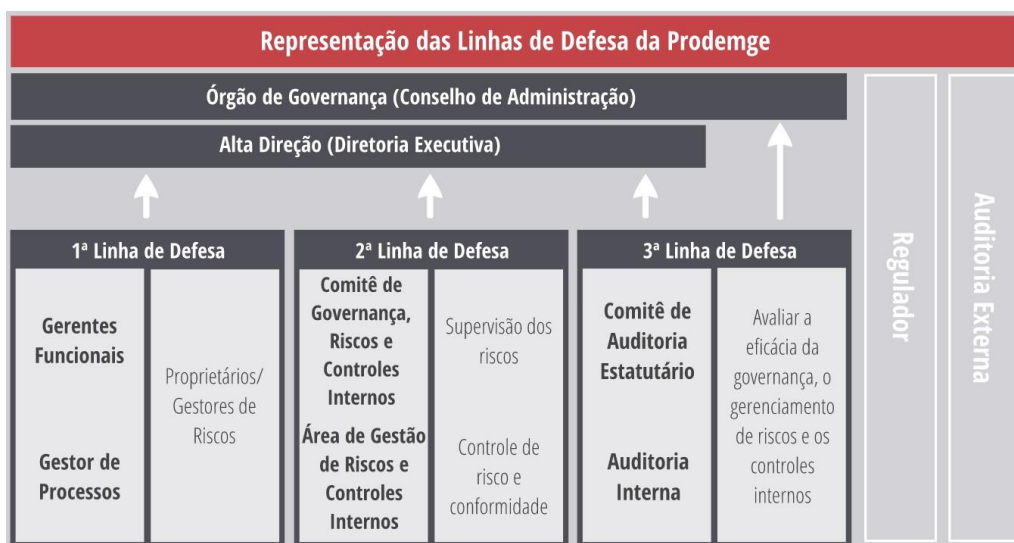 Representação das Linhas de Defesa da Prodemge
Órgão de Governança (Conselho de Administração)
Alta Direção (Diretoria Executiva)
1ª Linha de Defesa
Gerentes
Funcionais
Gestor de
Processos
Proprietários/
Gestores de
Riscos
2ª Linha de Defesa
Comitê de
Governança,
Riscos e
Controles
Internos
Supervisão dos
riscos
Área de Gestão
de Riscos e
Controles
Internos
Controle de
risco e
conformidade
3ª Linha de Defesa
Comitê de
Auditoria
Estatutário
Auditoria
Interna
Avaliar a
eficácia da
governança, o
gerenciamento
de riscos e os
controles
internos
Regulador
Auditoria Externa